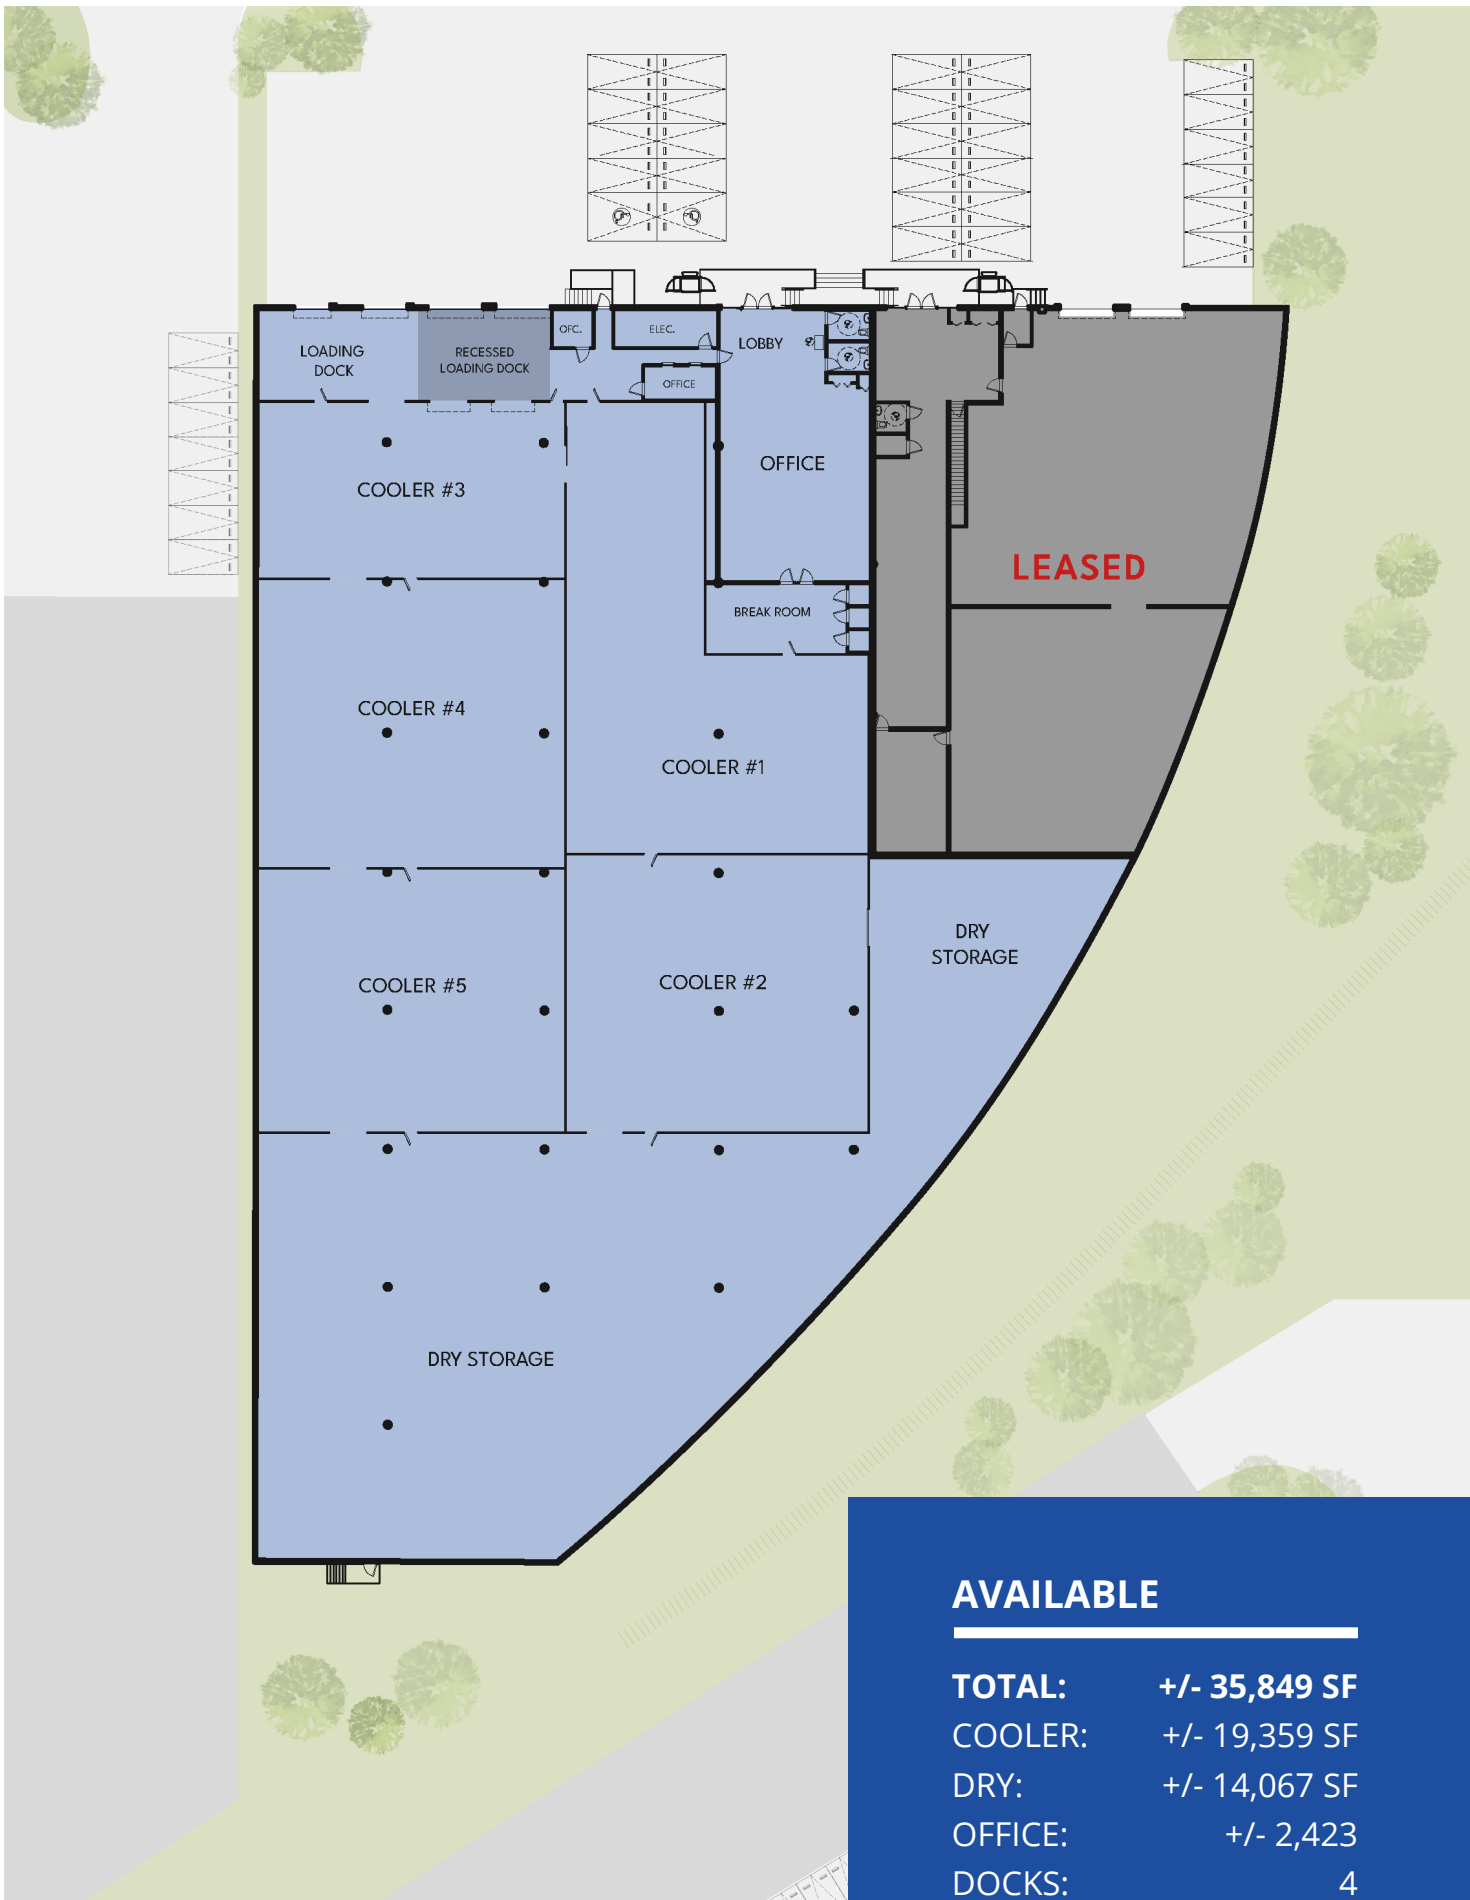 OFC.
ELEC.
LOBBY
LOADING
DOCK
RECESSED
LOADING DOCK
OFFICE
OFFICE
COOLER #3
LEASED
BREAK ROOM
COOLER #4
COOLER #1
DRY
STORAGE
COOLER #5
COOLER #2
DRY STORAGE
AVAILABLE
TOTAL: +/- 35,849 SF
COOLER: +/- 19,359 SF
DRY: +/- 14,067 SF
OFFICE: +/- 2,423
DOCKS: 4